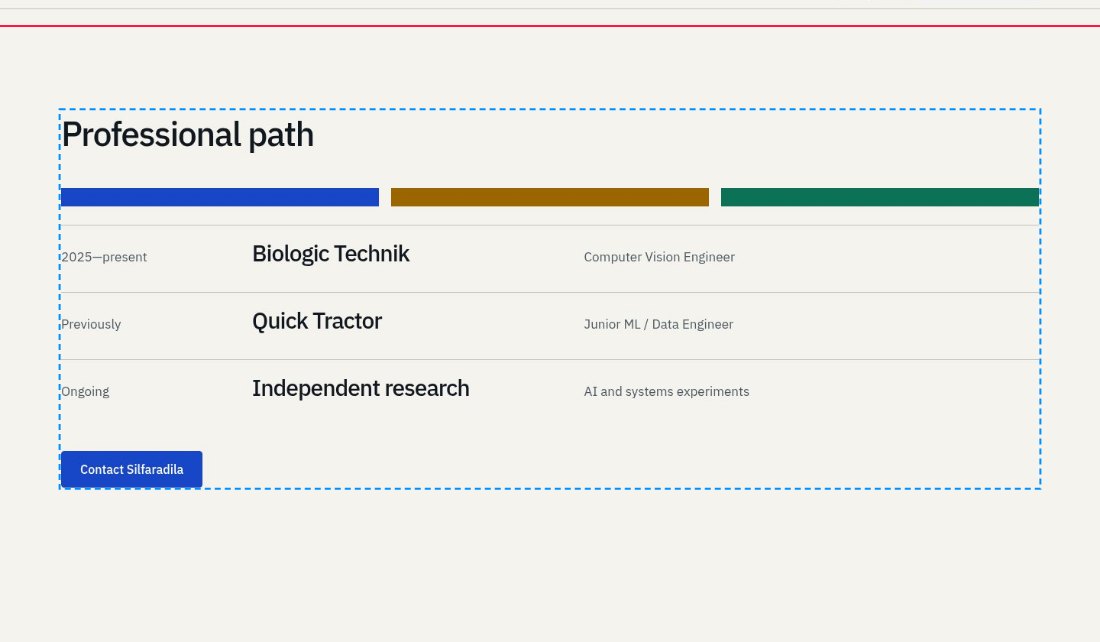 Professional path
2025—present Biologic Technik Computer Vision Engineer
Previously Quick Tractor Junior ML / Data Engineer
Ongoing Independent research AI and systems experiments
Contact Silfaradila